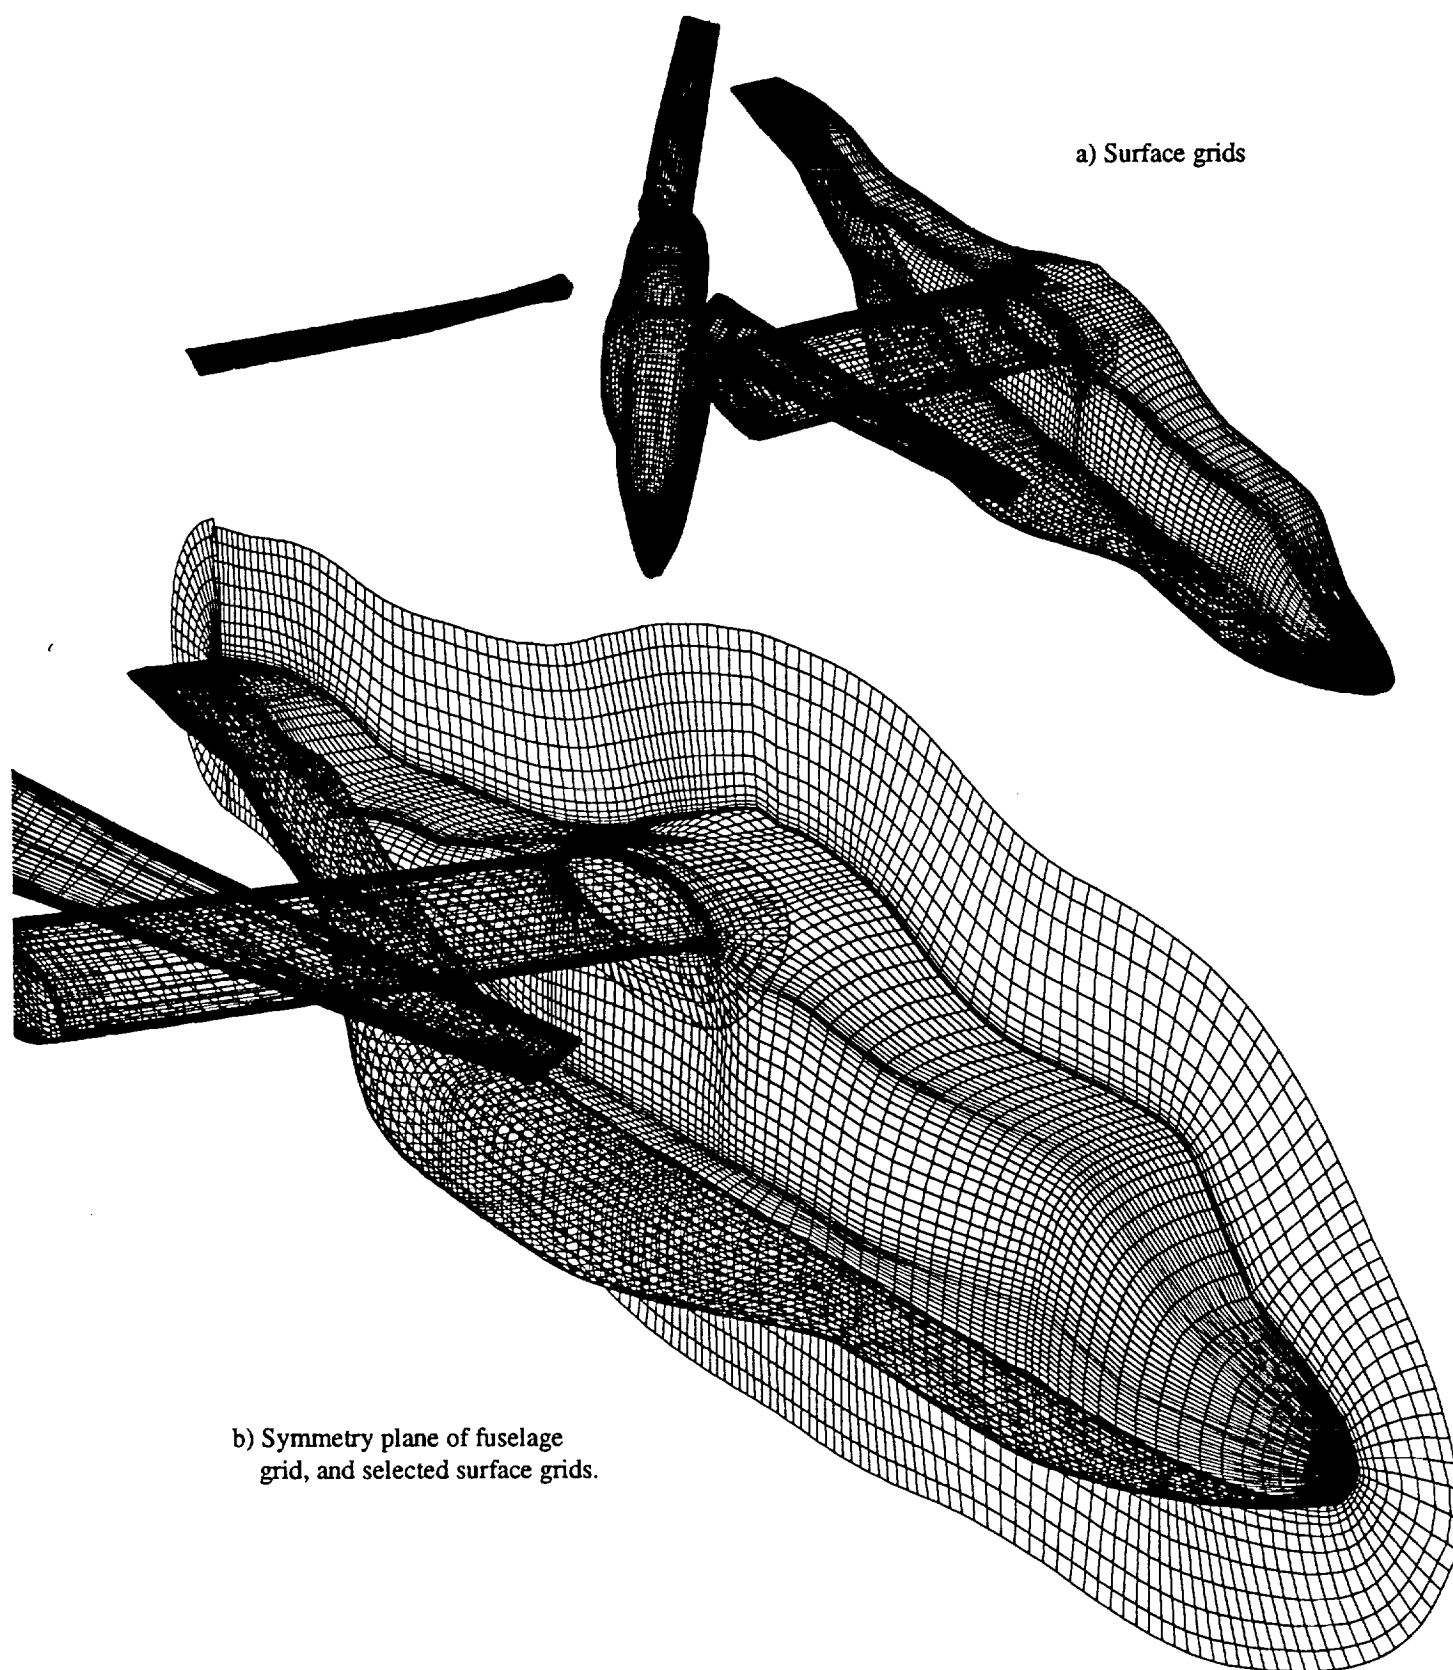 a) Surface grids
b) Symmetry plane of fuselage
grid, and selected surface grids.